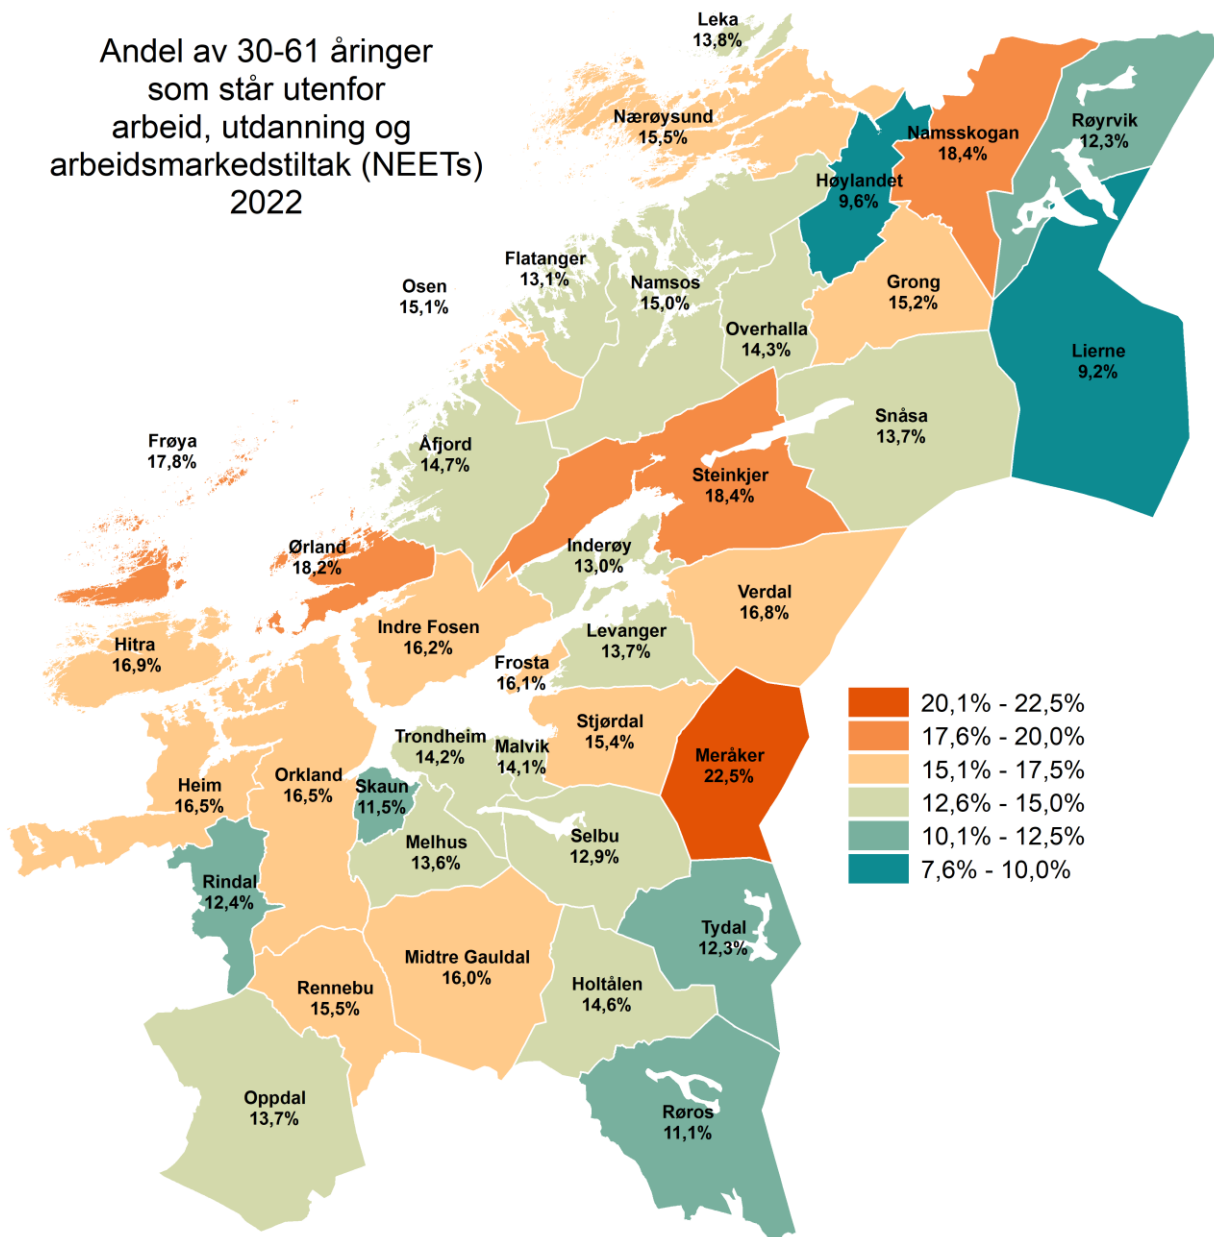 Andel av 30-61 åringer
som står utenfor
arbeid, utdanning og
arbeidsmarkedstiltak (NEETs)
2022
Leka
13,8%
Nærøysund
15,5%
Namsskogan
18,4%
Røyrvik
12,3%
Høylandet
9,6%
Flatanger
13,1%
Osen
15,1%
Namsos
15,0%
Grong
15,2%
Overhalla
14,3%
Lierne
9,2%
Snåsa
13,7%
Frøya
17,8%
Åfjord
14,7%
Steinkjer
18,4%
Ørland
18,2%
Inderøy
13,0%
Verdal
16,8%
Hitra
16,9%
Indre Fosen
16,2%
Levanger
13,7%
Frosta
16,1%
Stjørdal
15,4%
Trondheim
14,2%
Malvik
14,1%
Meråker
22,5%
Heim
16,5%
Orkland
16,5%
Skaun
11,5%
Melhus
13,6%
Selbu
12,9%
Rindal
12,4%
Tydal
12,3%
Midtre Gauldal
16,0%
Rennebu
15,5%
Holtålen
14,6%
Oppdal
13,7%
Røros
11,1%
20,1% - 22,5%
17,6% - 20,0%
15,1% - 17,5%
12,6% - 15,0%
10,1% - 12,5%
7,6% - 10,0%